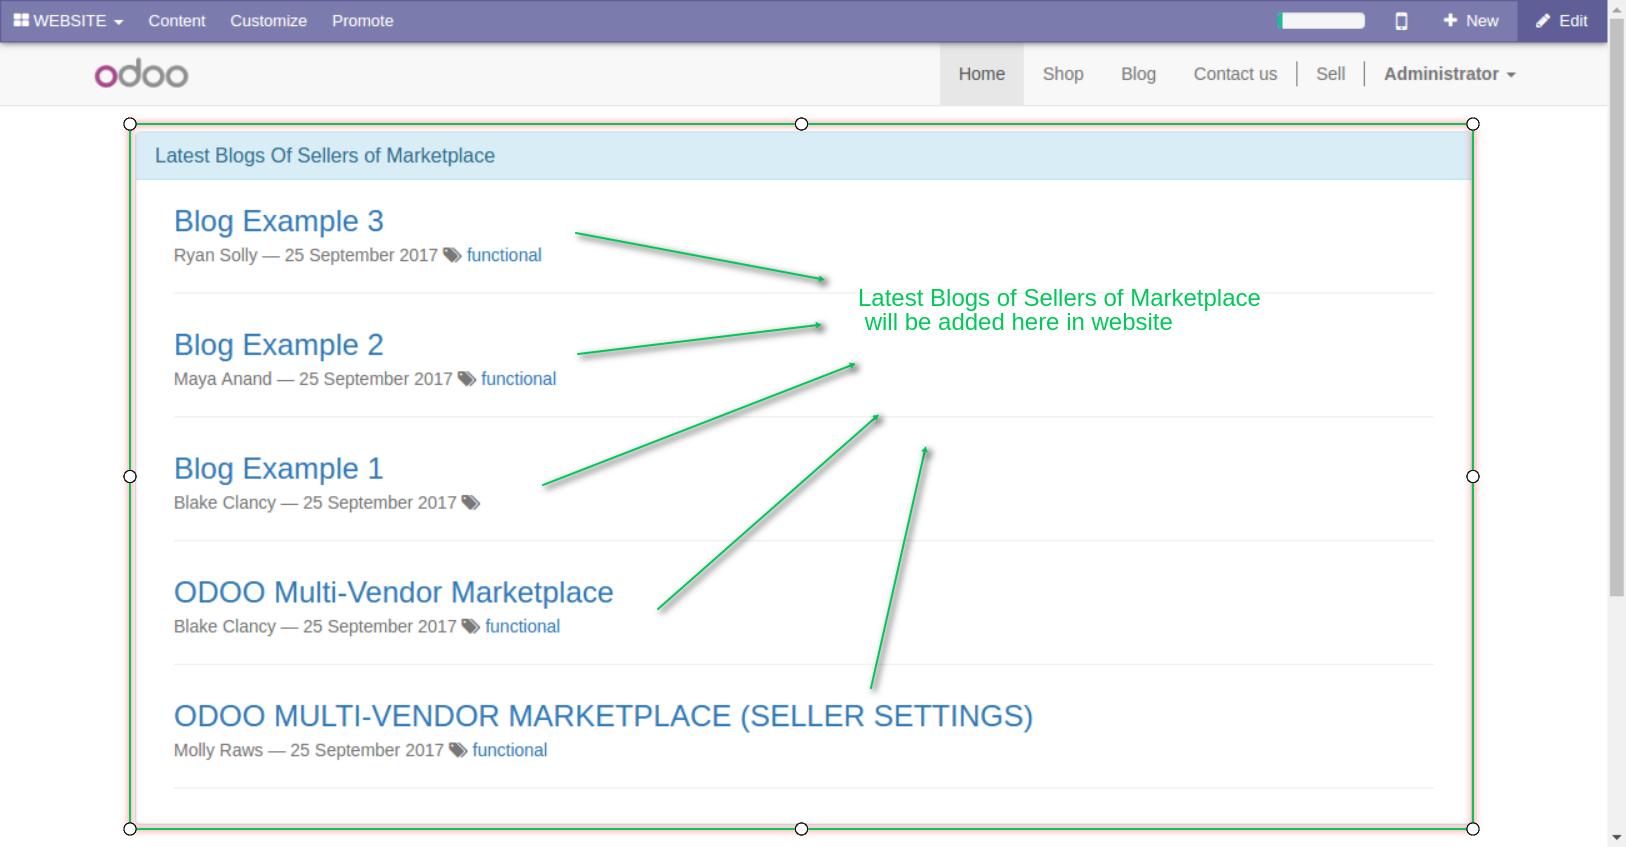 WEBSITE Content Customize Promote New Edit
odoo Home Shop Blog Contact us Sell Administrator
Latest Blogs Of Sellers of Marketplace
Blog Example 3
Ryan Solly — 25 September 2017 functional
Latest Blogs of Sellers of Marketplace
will be added here in website
Blog Example 2
Maya Anand — 25 September 2017 functional
Blog Example 1
Blake Clancy — 25 September 2017
ODOO Multi-Vendor Marketplace
Blake Clancy — 25 September 2017 functional
ODOO MULTI-VENDOR MARKETPLACE (SELLER SETTINGS)
Molly Raws — 25 September 2017 functional